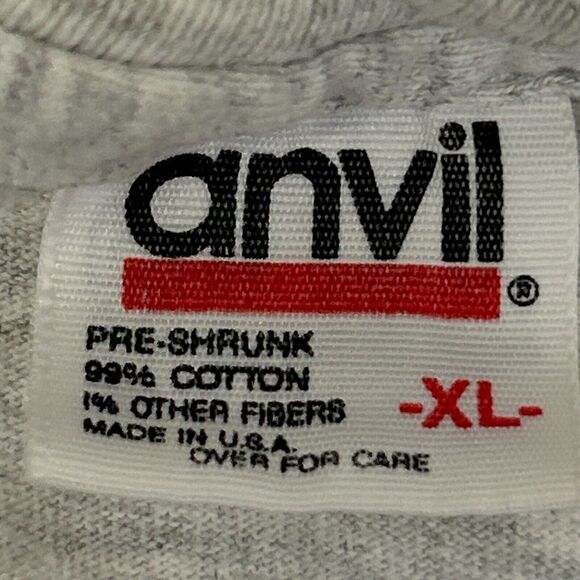 anvil ®
PRE-SHRUNK
99% COTTON
1% OTHER FIBERS
-XL-
MADE IN U.S.A.
OVER FOR CARE